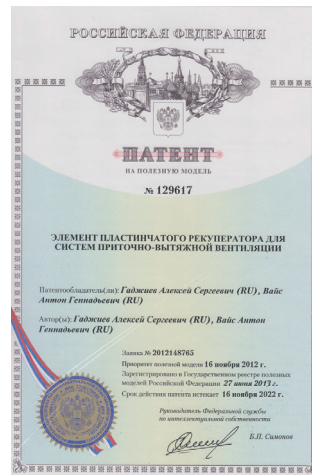 РОССИЙСКАЯ ФЕДЕРАЦИЯ
ПАТЕНТ
НА ПОЛЕЗНУЮ МОДЕЛЬ
№ 129617
ЭЛЕМЕНТ ПЛАСТИНЧАТОГО РЕКУПЕРАТОРА ДЛЯ
СИСТЕМ ПРИТОЧНО-ВЫТЯЖНОЙ ВЕНТИЛЯЦИИ
Патентообладатель(ли): Гаджиев Алексей Сергеевич (RU), Вайс
Антон Геннадьевич (RU)
Автор(ы): Гаджиев Алексей Сергеевич (RU), Вайс Антон
Геннадьевич (RU)
Заявка № 2012148765
Приоритет полезной модели 16 ноября 2012 г.
Зарегистрировано в Государственном реестре полезных
моделей Российской Федерации 27 июня 2013 г.
Срок действия патента истекает 16 ноября 2022 г.
Руководитель Федеральной службы
по интеллектуальной собственности
Б.П. Симонов